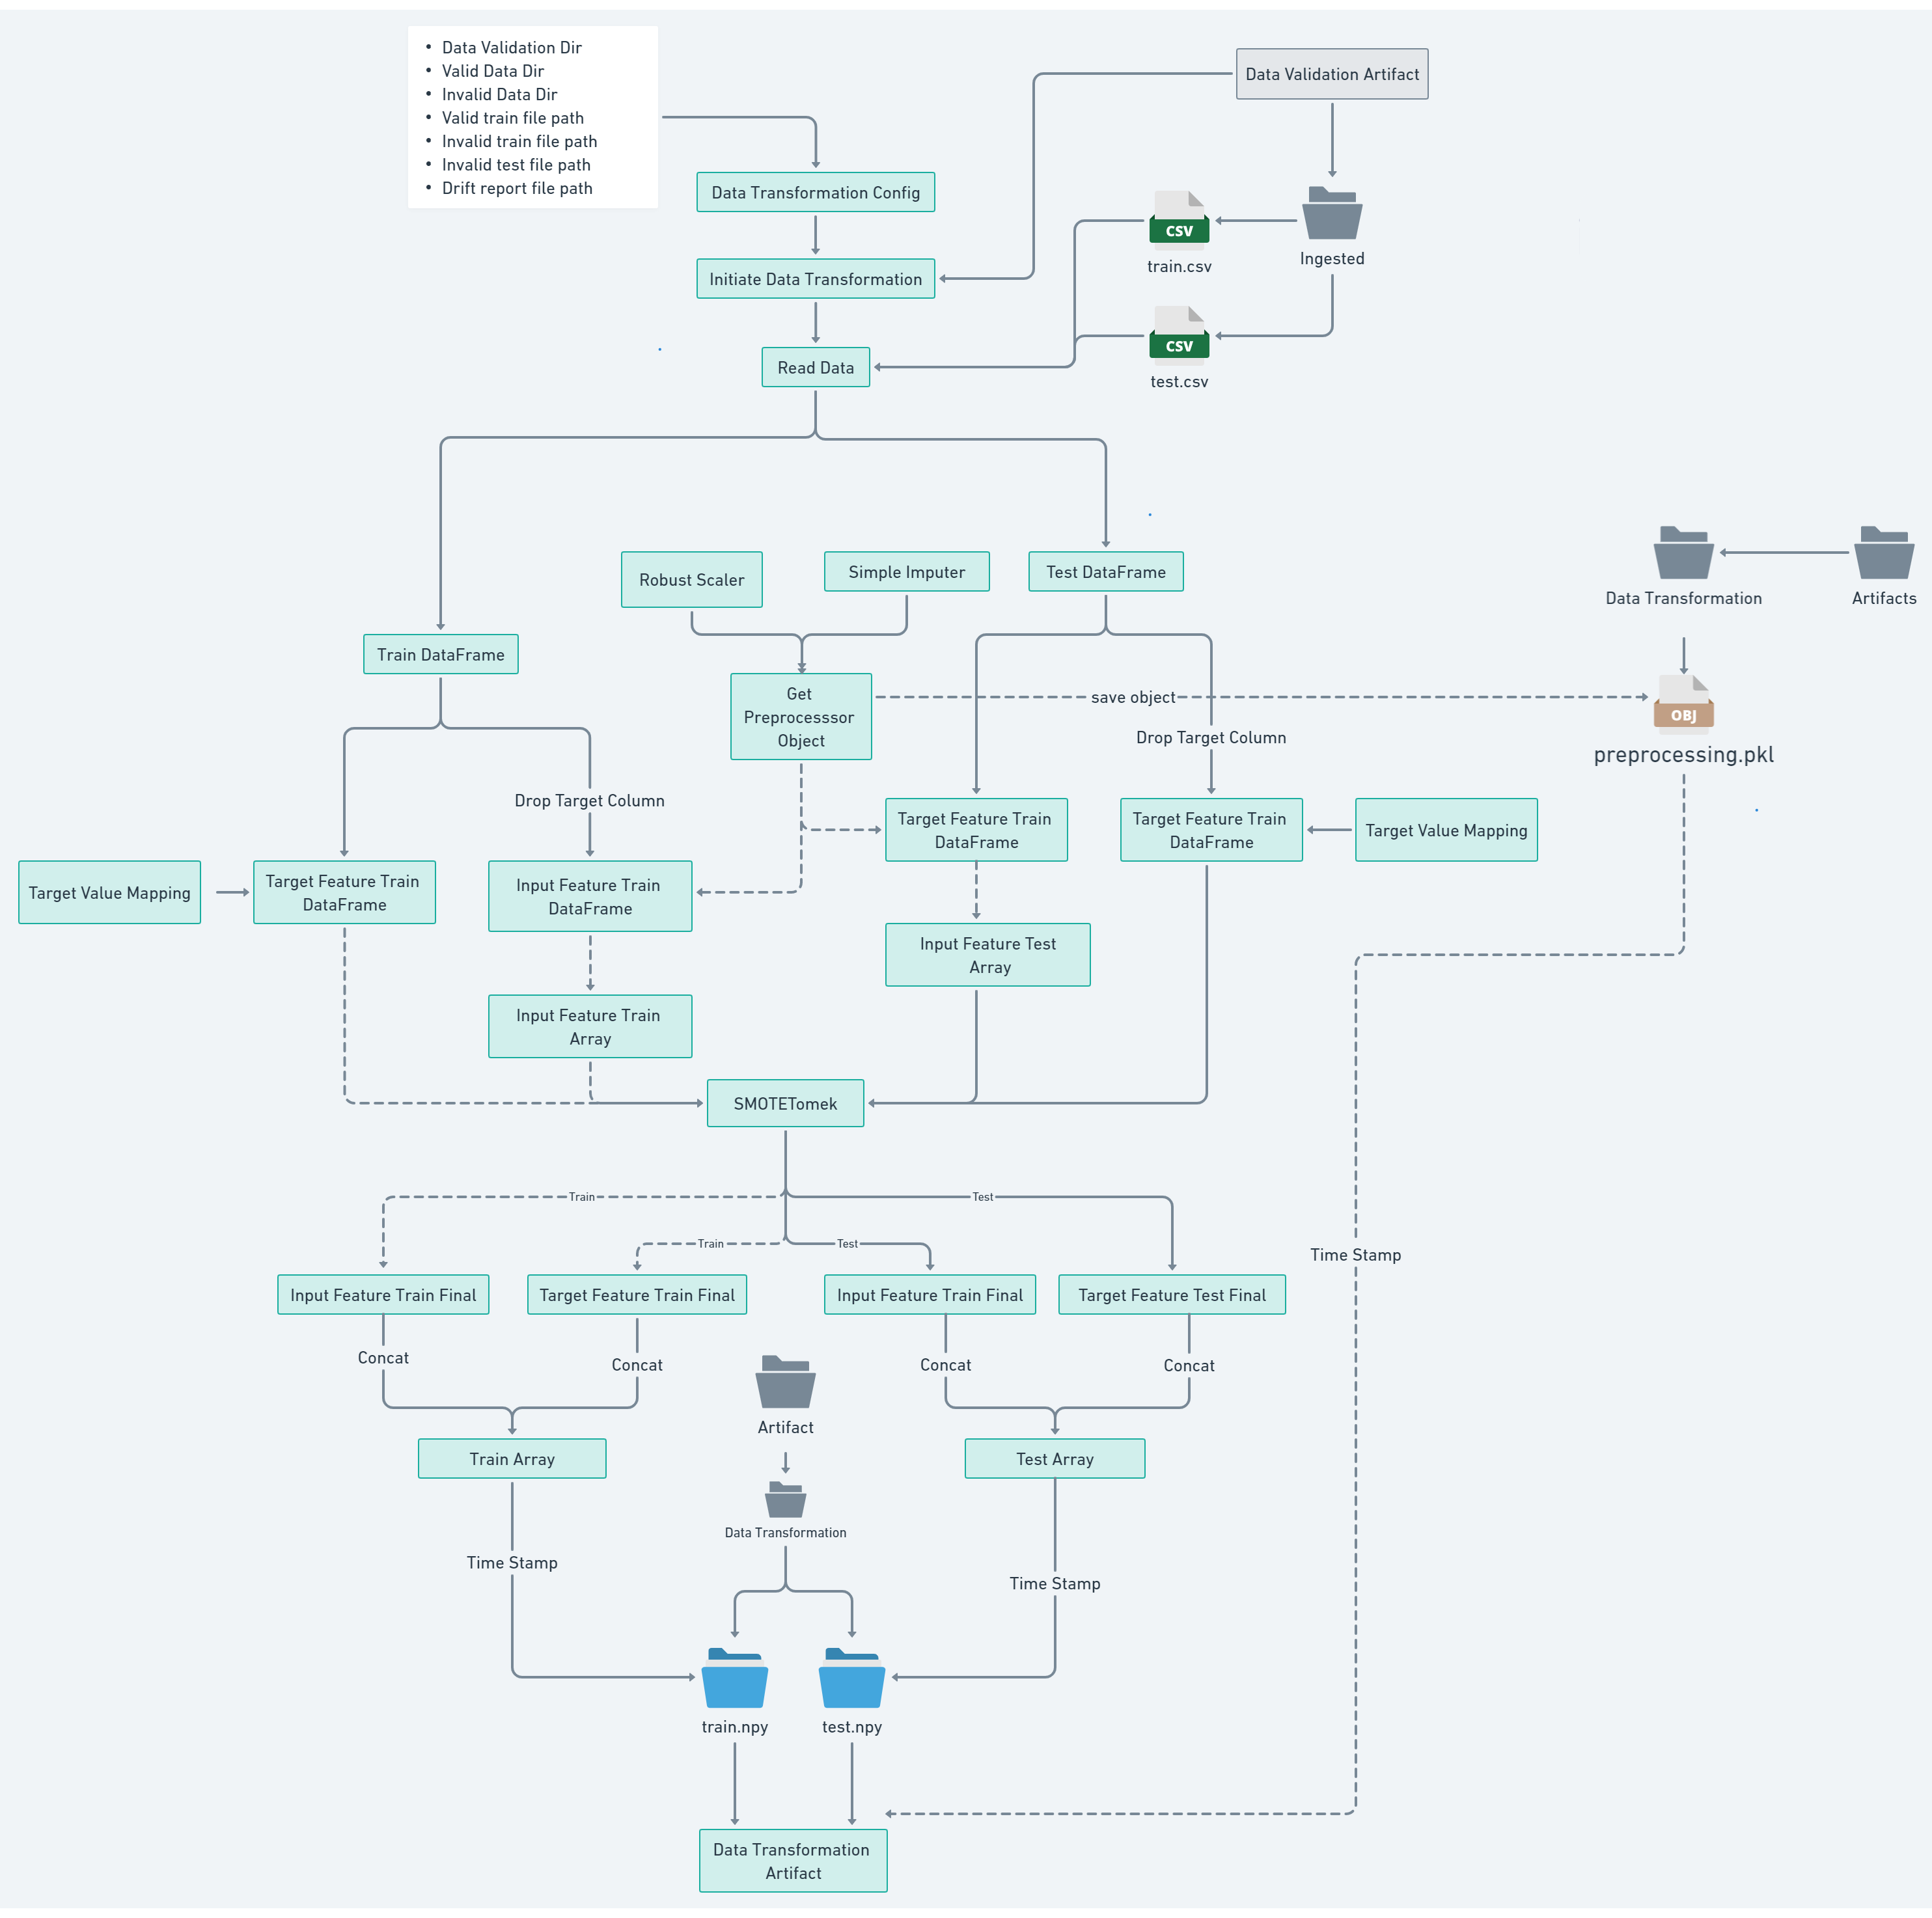 • Data Validation Dir
• Valid Data Dir
• Invalid Data Dir
• Valid train file path
• Invalid train file path
• Invalid test file path
• Drift report file path
Data Validation Artifact
Data Transformation Config
CSV
train.csv
Ingested
Initiate Data Transformation
CSV
test.csv
Read Data
Robust Scaler
Simple Imputer
Test DataFrame
Data Transformation
Artifacts
Train DataFrame
Get
Preprocesssor
Object
save object
OBJ
preprocessing.pkl
Drop Target Column
Drop Target Column
Target Feature Train
DataFrame
Target Feature Train
DataFrame
Target Value Mapping
Target Value Mapping
Target Feature Train
DataFrame
Input Feature Train
DataFrame
Input Feature Test
Array
Input Feature Train
Array
SMOTETomek
Train
Test
Train
Test
Time Stamp
Input Feature Train Final
Target Feature Train Final
Input Feature Train Final
Target Feature Test Final
Concat
Concat
Concat
Concat
Artifact
Train Array
Test Array
Data Transformation
Time Stamp
Time Stamp
train.npy
test.npy
Data Transformation
Artifact